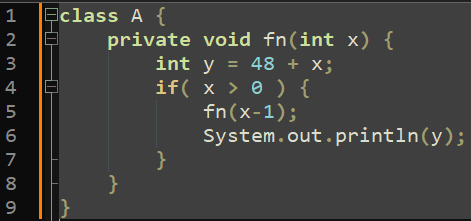 1 class A {
2     private void fn(int x) {
3         int y = 48 + x;
4         if( x > 0 ) {
5             fn(x-1);
6             System.out.println(y);
7         }
8     }
9 }